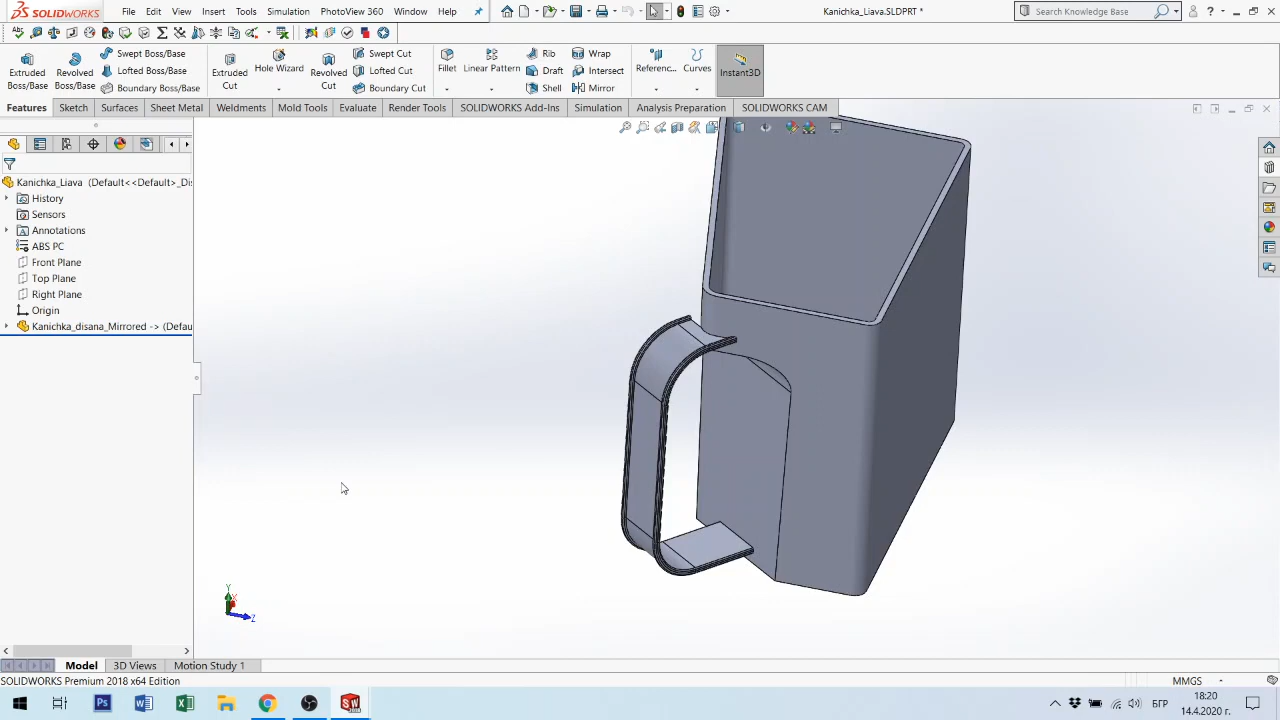 SOLIDWORKS File Edit View Insert Tools Simulation PhotoView 360 Window Help Kanichka_Liava.SLDPRT * Search Knowledge Base ?
Extruded Boss/Base
Revolved Boss/Base
Swept Boss/Base
Lofted Boss/Base
Boundary Boss/Base
Extruded Cut
Hole Wizard
Revolved Cut
Swept Cut
Lofted Cut
Boundary Cut
Fillet
Linear Pattern
Rib
Draft
Shell
Wrap
Intersect
Mirror
Referenc...
Curves
Instant3D
Features Sketch Surfaces Sheet Metal Weldments Mold Tools Evaluate Render Tools SOLIDWORKS Add-Ins Simulation Analysis Preparation SOLIDWORKS CAM
Kanichka_Liava (Default<<Default>_Di
History
Sensors
Annotations
ABS PC
Front Plane
Top Plane
Right Plane
Origin
Kanichka_disana_Mirrored -> (Defau
Y
X
Z
Model 3D Views Motion Study 1
SOLIDWORKS Premium 2018 x64 Edition MMGS
БГР
18:20
14.4.2020 г.